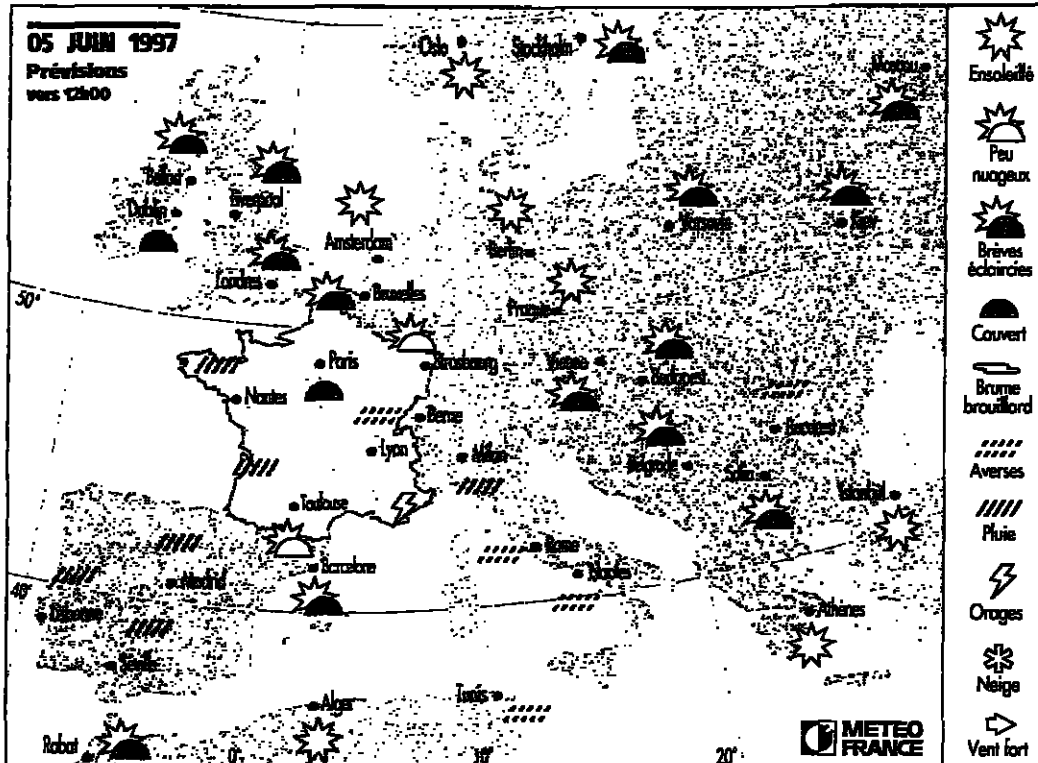 05 JUIN 1997
Prévisions
vers 12h00
Oslo
Stockholm
Moscou
Belfast
Dublin
Liverpool
Amsterdam
Londres
Bruxelles
Berlin
Varsovie
Kiev
Prague
50°
Paris
Strasbourg
Nantes
Berne
Lyon
Milan
Vienne
Budapest
Bucarest
Belgrade
Sofia
Istanbul
Toulouse
Barcelone
Rome
Naples
Madrid
40°
Lisbonne
Séville
Athènes
Alger
Tunis
Rabat
0°
10°
20°
METEO
FRANCE
Ensoleillé
Peu
nuageux
Brèves
éclaircies
Couvert
Brume
brouillard
Averses
Pluie
Orages
Neige
Vent fort